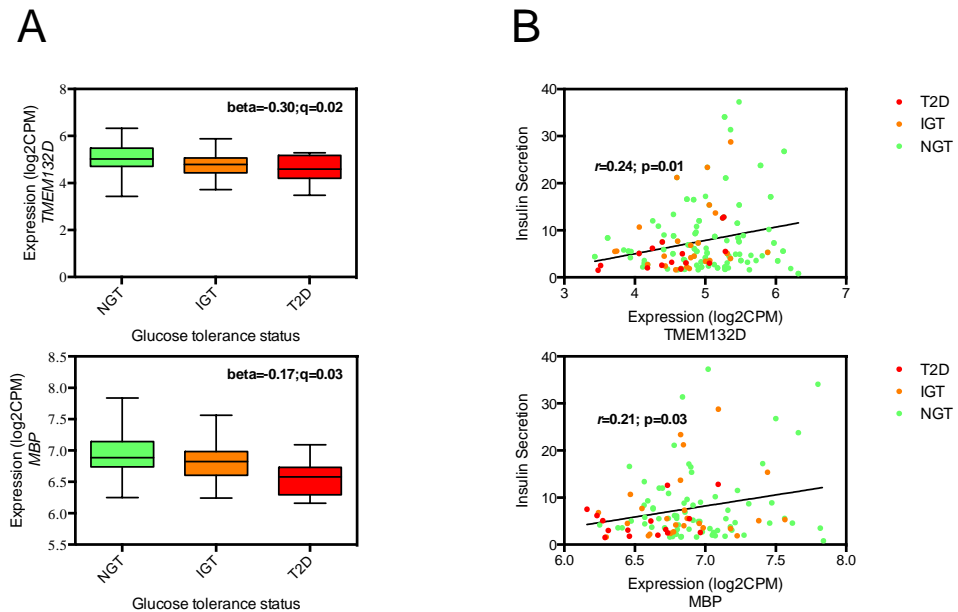 A
B
8
6
4
2
0
Expression (log2CPM)
TMEM132D
beta=-0.30;q=0.02
NGT
IGT
T2D
Glucose tolerance status
40
30
20
10
0
Insulin Secretion
r=0.24; p=0.01
3
4
5
6
7
Expression (log2CPM)
TMEM132D
T2D
IGT
NGT
8.5
8.0
7.5
7.0
6.5
6.0
5.5
Expression (log2CPM)
MBP
beta=-0.17;q=0.03
NGT
IGT
T2D
Glucose tolerance status
40
30
20
10
0
Insulin Secretion
r=0.21; p=0.03
6.0
6.5
7.0
7.5
8.0
Expression (log2CPM)
MBP
T2D
IGT
NGT